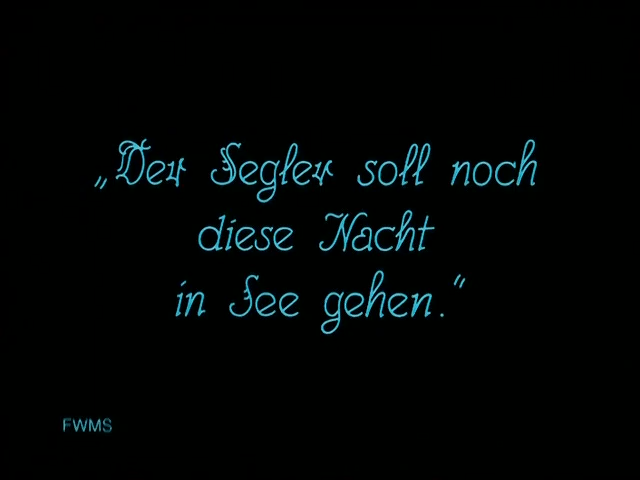 „Der Segler soll noch
diese Nacht
in See gehen.“
FWMS